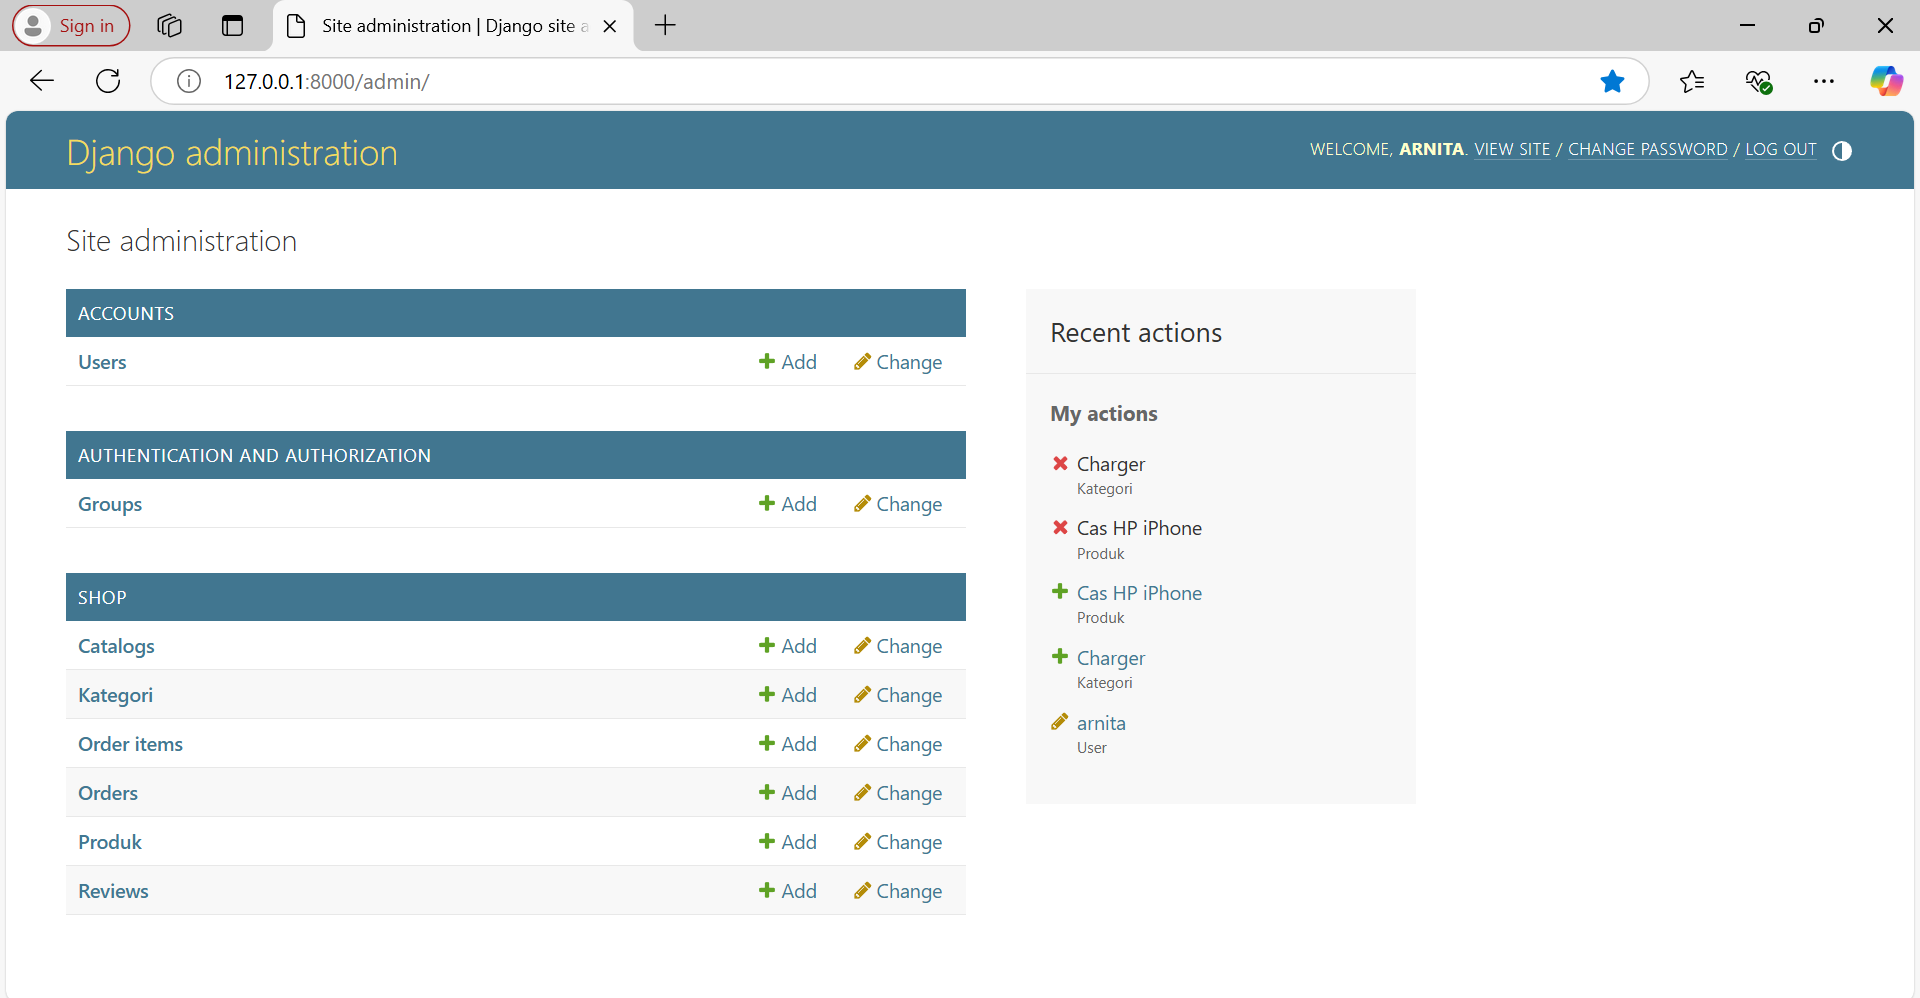 Sign in
Site administration | Django site a
127.0.0.1:8000/admin/
Django administration
WELCOME, ARNITA. VIEW SITE / CHANGE PASSWORD / LOG OUT
Site administration
ACCOUNTS
Users Add Change
AUTHENTICATION AND AUTHORIZATION
Groups Add Change
SHOP
Catalogs Add Change
Kategori Add Change
Order items Add Change
Orders Add Change
Produk Add Change
Reviews Add Change
Recent actions
My actions
Charger
Kategori
Cas HP iPhone
Produk
Cas HP iPhone
Produk
Charger
Kategori
arnita
User